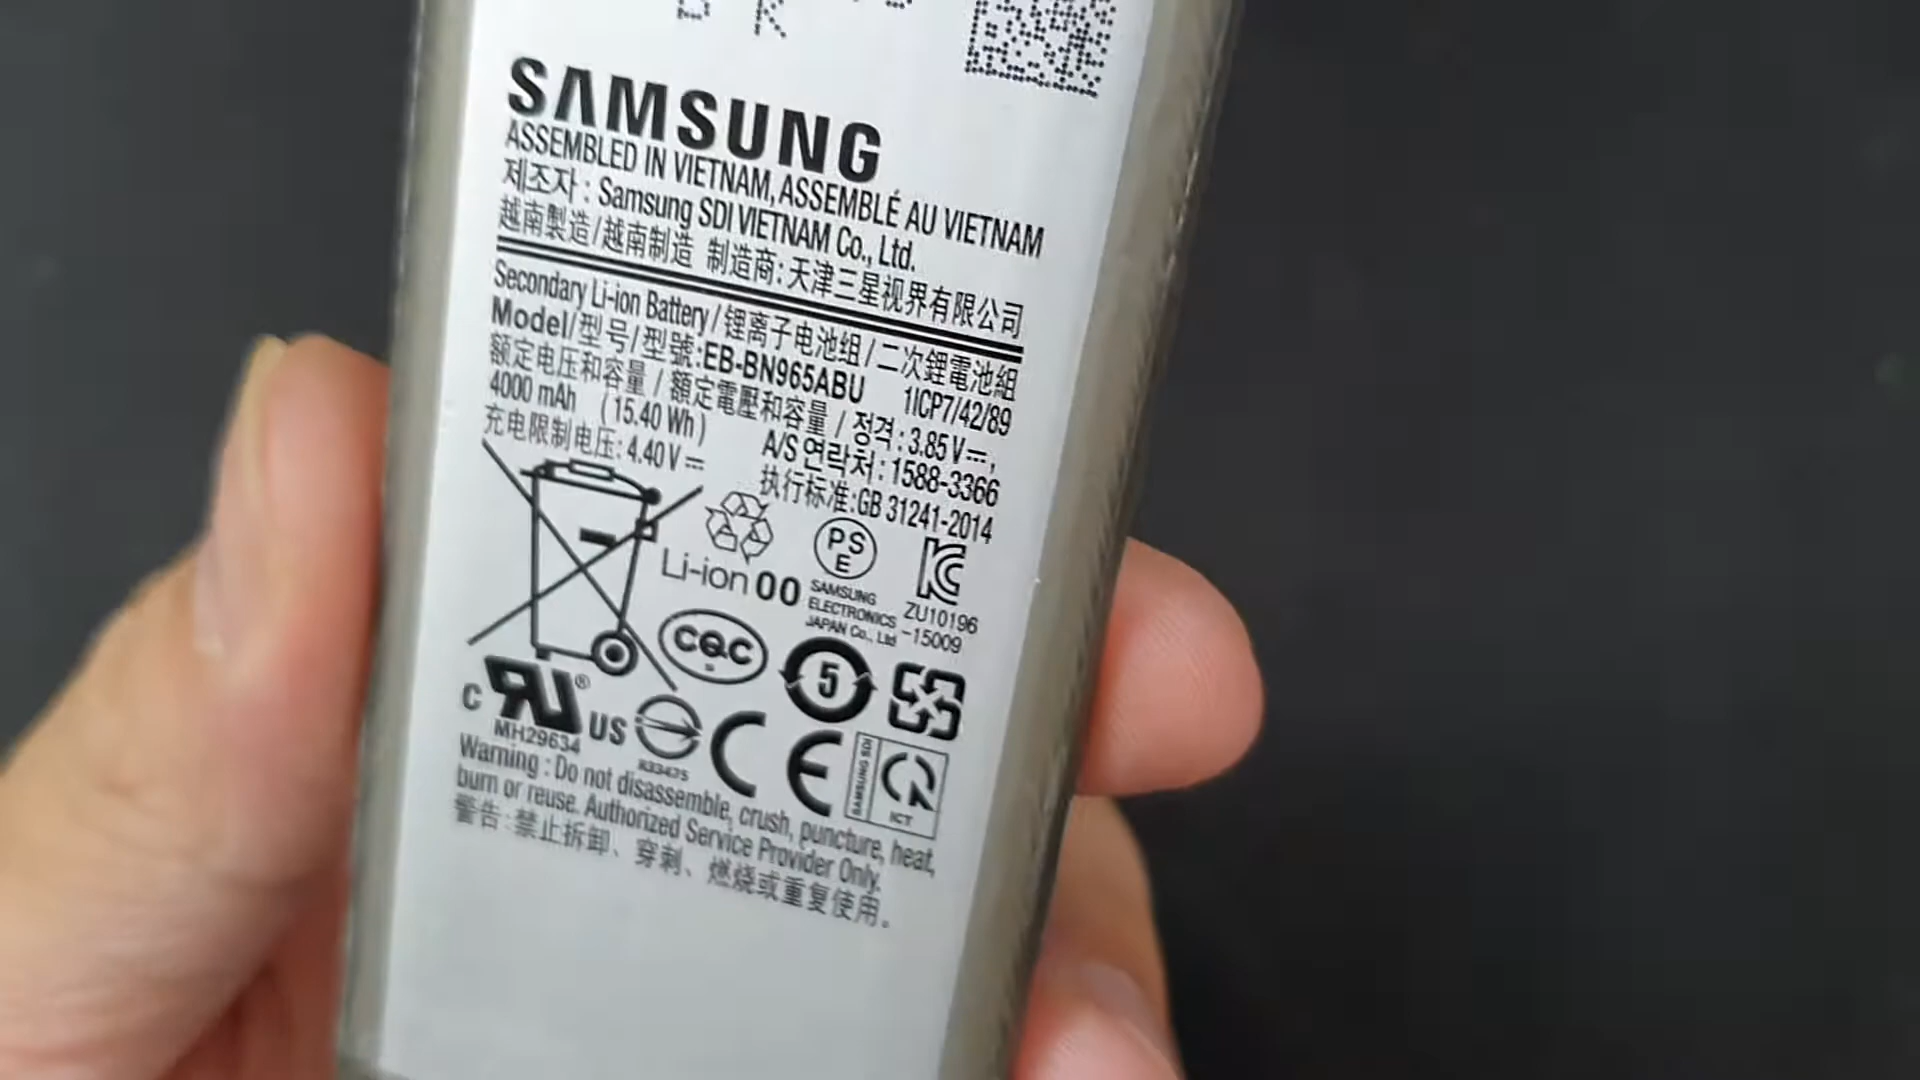 SAMSUNG
ASSEMBLED IN VIETNAM, ASSEMBLÉ AU VIETNAM
제조자 : Samsung SDI VIETNAM Co., Ltd.
越南製造/越南制造 制造商: 天津三星视界有限公司
Secondary Li-ion Battery / 锂离子电池组 / 二次鋰電池組
Model/型号/型號:EB-BN965ABU 1ICP7/42/89
额定电压和容量 / 額定電壓和容量 / 정격 : 3.85 V⎓,
4000 mAh (15.40 Wh) A/S 연락처 : 1588-3366
充电限制电压: 4.40 V⎓ 执行标准:GB 31241-2014
Li-ion 00
PS
E
SAMSUNG
ELECTRONICS
JAPAN Co., Ltd
ZU10196
-15009
CQC
5
C US
MH29634
R33475
CE
SAMSUNG SDI
ICT
Warning : Do not disassemble, crush, puncture, heat,
burn or reuse. Authorized Service Provider Only.
警告 : 禁止拆卸、穿刺、燃烧或重复使用。